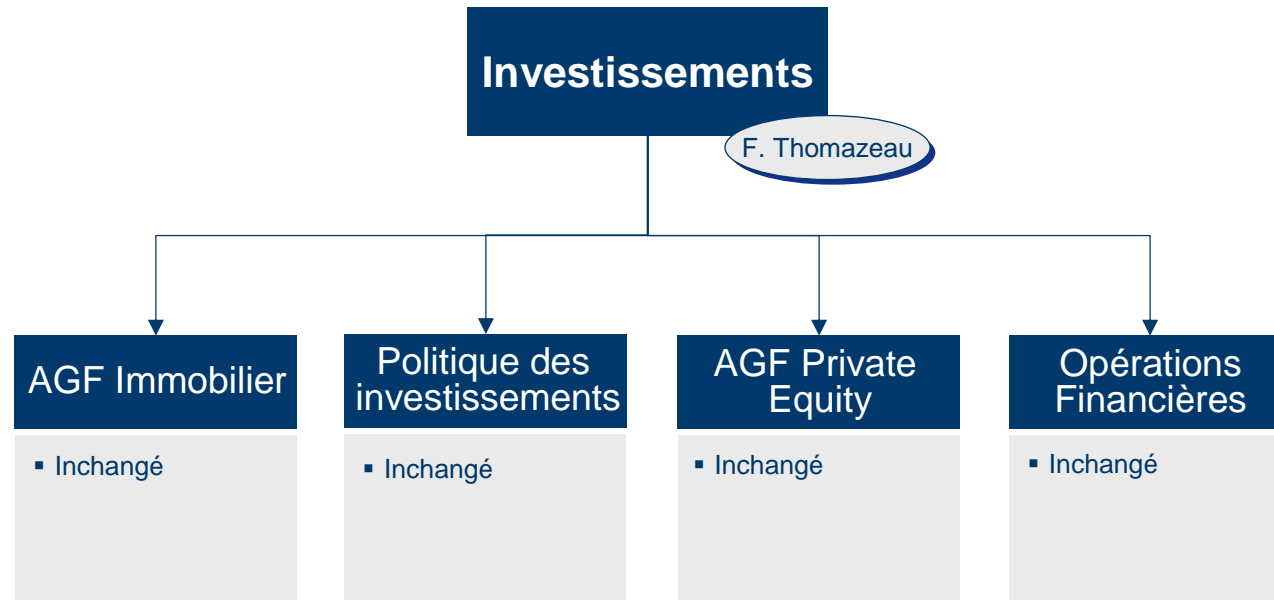 Investissements
F. Thomazeau
AGF Immobilier
Politique des
investissements
AGF Private
Equity
Opérations
Financières
▪ Inchangé
▪ Inchangé
▪ Inchangé
▪ Inchangé